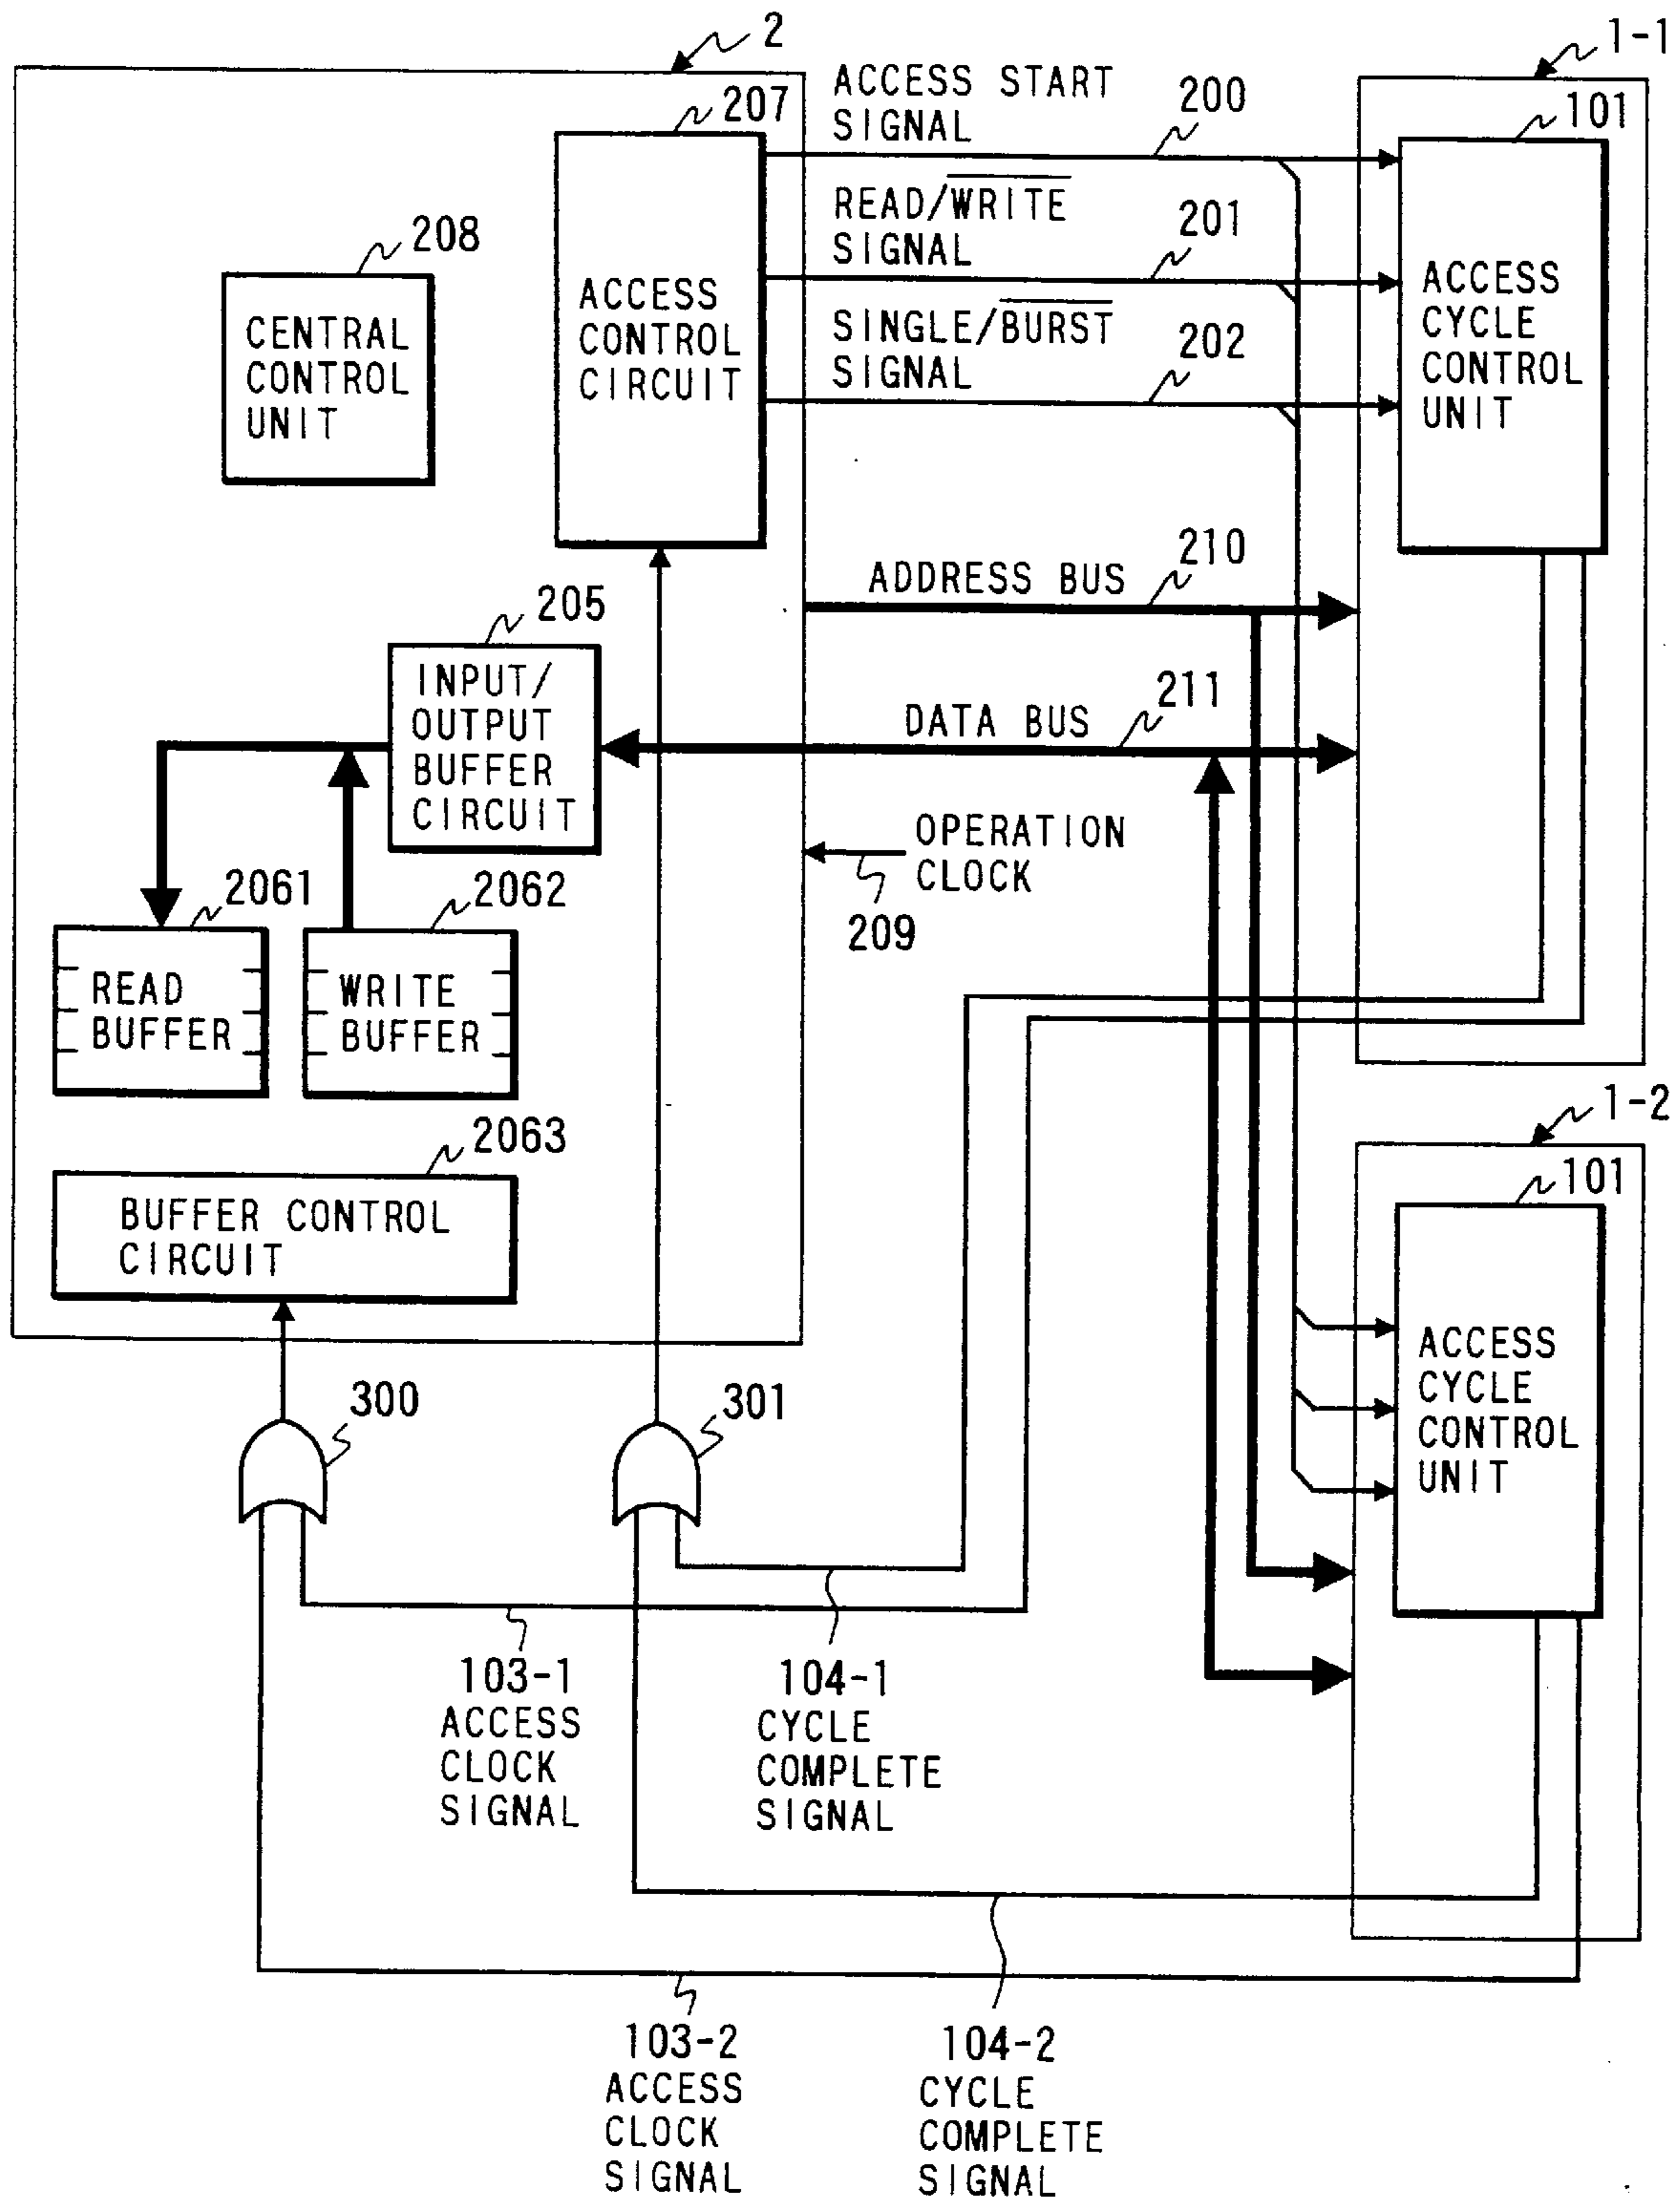 2
1-1
207
ACCESS START
SIGNAL
200
101
READ/WRITE
SIGNAL
201
208
CENTRAL
CONTROL
UNIT
ACCESS
CONTROL
CIRCUIT
SINGLE/BURST
SIGNAL
202
ACCESS
CYCLE
CONTROL
UNIT
ADDRESS BUS
210
205
INPUT/
OUTPUT
BUFFER
CIRCUIT
DATA BUS
211
OPERATION
CLOCK
209
2061
READ
BUFFER
2062
WRITE
BUFFER
2063
BUFFER CONTROL
CIRCUIT
1-2
101
ACCESS
CYCLE
CONTROL
UNIT
300
301
103-1
ACCESS
CLOCK
SIGNAL
104-1
CYCLE
COMPLETE
SIGNAL
103-2
ACCESS
CLOCK
SIGNAL
104-2
CYCLE
COMPLETE
SIGNAL